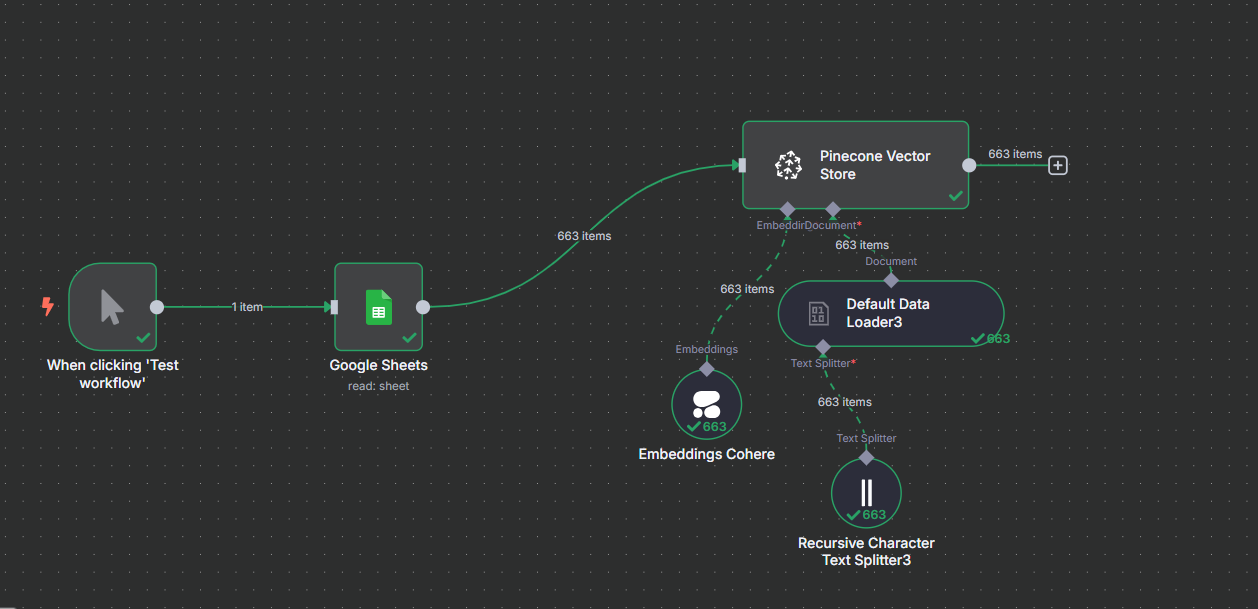 663 items
Pinecone Vector
Store
EmbeddinDocument*
663 items
Document
663 items
Default Data
Loader3
663
Text Splitter*
1 item
663 items
When clicking 'Test
workflow'
Google Sheets
read: sheet
Embeddings
663
Embeddings Cohere
663 items
Text Splitter
663
Recursive Character
Text Splitter3